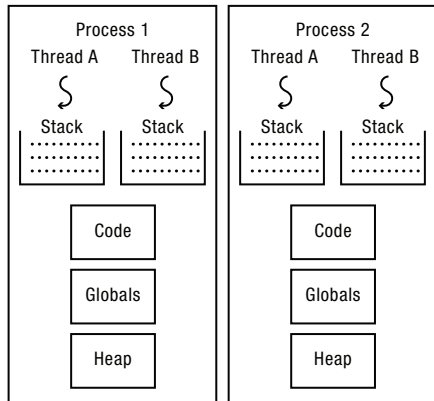 Process 1
Thread A Thread B
Stack Stack
Code
Globals
Heap
Process 2
Thread A Thread B
Stack Stack
Code
Globals
Heap